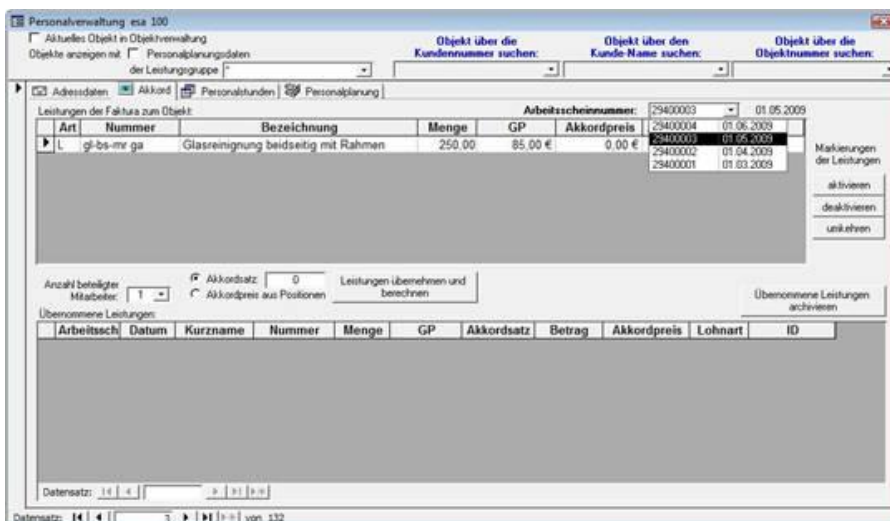 Personalverwaltung esa 100
Aktuelles Objekt in Objektverwaltung
Objekte anzeigen mit Personalplanungsdaten
der Leistungsgruppe *
Objekt über die Kundennummer suchen:
Objekt über den Kunde-Name suchen:
Objekt über die Objektnummer suchen:
Adressdaten Akkord Personalstunden Personalplanung
Leistungen der Faktura zum Objekt:
Arbeitsscheinnummer: 29400003 01.05.2009
Art Nummer Bezeichnung Menge GP Akkordpreis
L gl-bs-mr ga Glasreinignung beidseitig mit Rahmen 250,00 85,00 € 0,00 €
29400004 01.06.2009
29400003 01.05.2009
29400002 01.04.2009
29400001 01.03.2009
Markierungen
der Leistungen
aktivieren
deaktivieren
umkehren
Anzahl beteiligter
Mitarbeiter: 1
Akkordsatz 0
Akkordpreis aus Positionen
Leistungen übernehmen und
berechnen
Übernommene Leistungen
archivieren
Übernommene Leistungen:
Arbeitssch Datum Kurzname Nummer Menge GP Akkordsatz Betrag Akkordpreis Lohnart ID
Datensatz:
Datensatz: 3 von 132